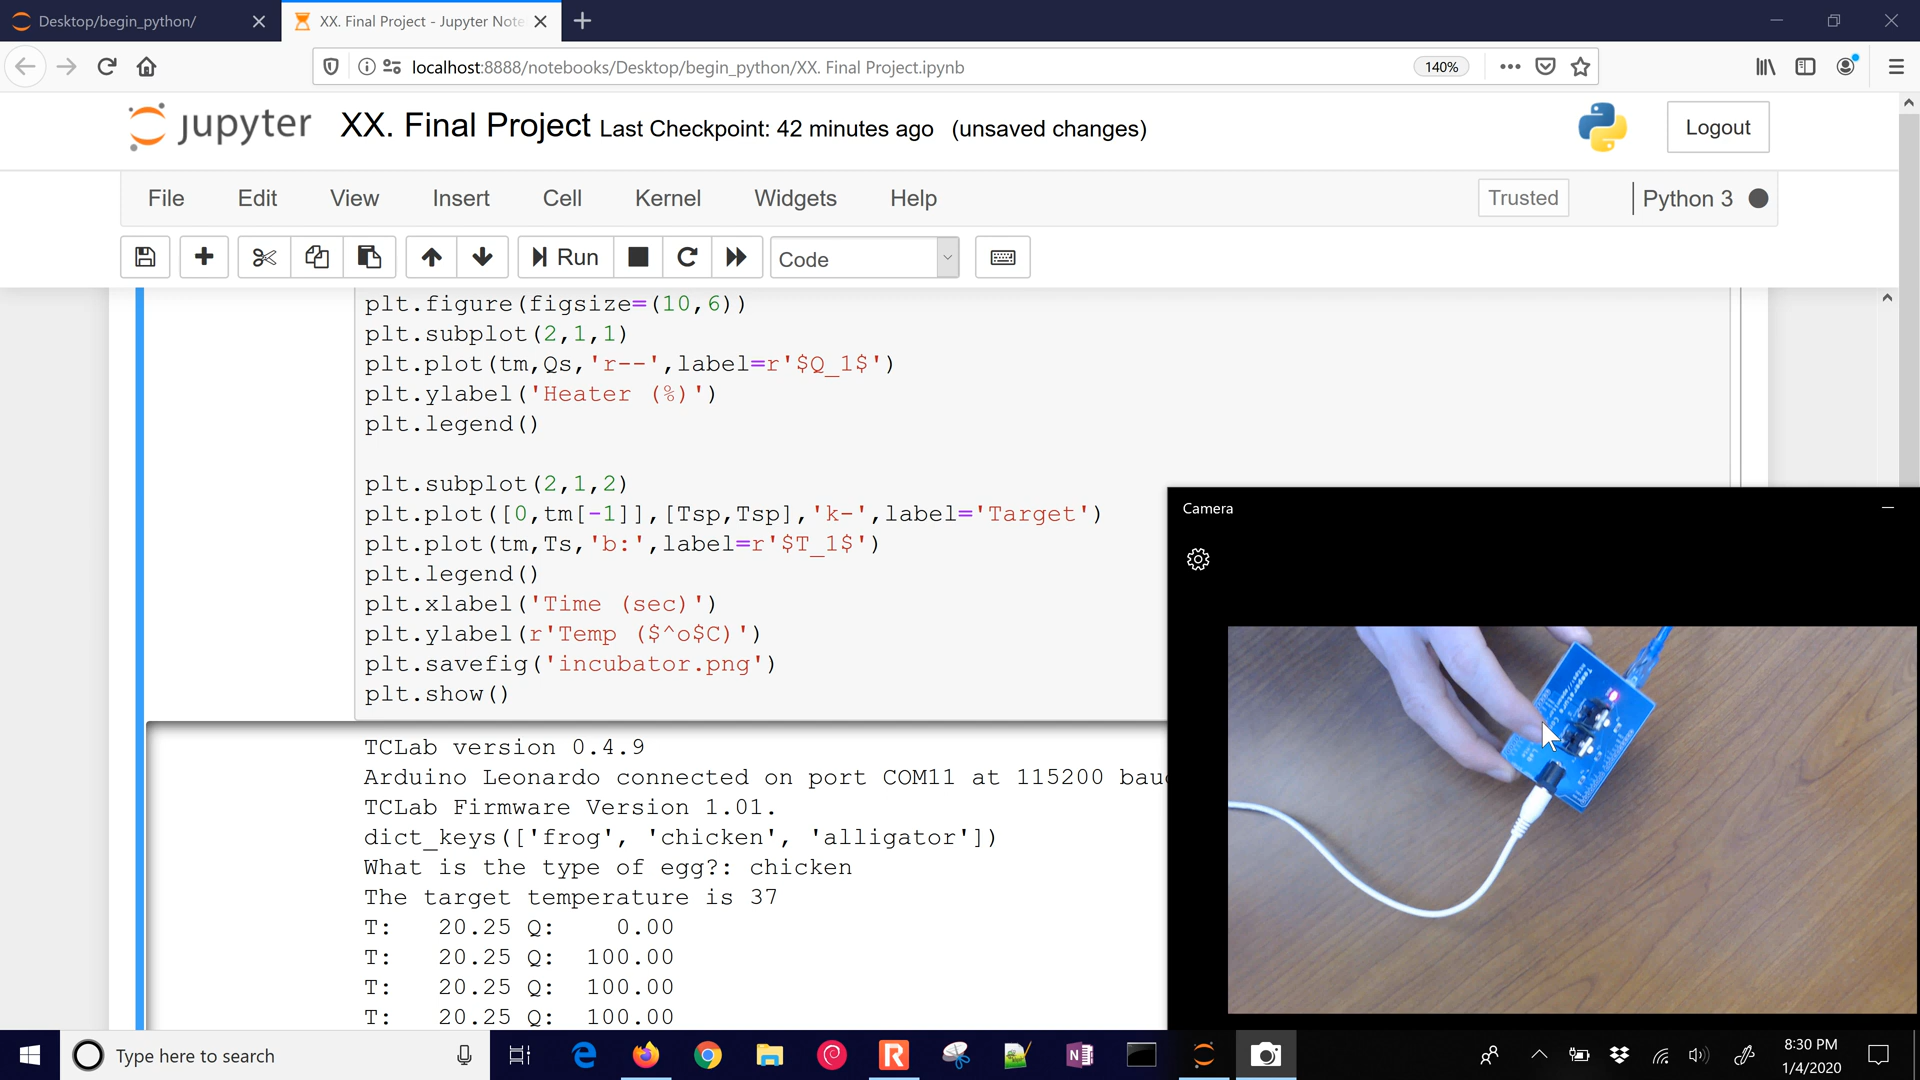 Desktop/begin_python/
XX. Final Project - Jupyter Note
localhost:8888/notebooks/Desktop/begin_python/XX. Final Project.ipynb
140%
jupyter
XX. Final Project Last Checkpoint: 42 minutes ago (unsaved changes)
Logout
File Edit View Insert Cell Kernel Widgets Help
Trusted
Python 3
Run
Code
plt.figure(figsize=(10,6))
plt.subplot(2,1,1)
plt.plot(tm,Qs,'r--',label=r'$Q_1$')
plt.ylabel('Heater (%)')
plt.legend()
plt.subplot(2,1,2)
plt.plot([0,tm[-1]],[Tsp,Tsp],'k-',label='Target')
plt.plot(tm,Ts,'b:',label=r'$T_1$')
plt.legend()
plt.xlabel('Time (sec)')
plt.ylabel(r'Temp ($^o$C)')
plt.savefig('incubator.png')
plt.show()
TCLab version 0.4.9
Arduino Leonardo connected on port COM11 at 115200 bau
TCLab Firmware Version 1.01.
dict_keys(['frog', 'chicken', 'alligator'])
What is the type of egg?: chicken
The target temperature is 37
T: 20.25 Q: 0.00
T: 20.25 Q: 100.00
T: 20.25 Q: 100.00
T: 20.25 Q: 100.00
Camera
Type here to search
8:30 PM
1/4/2020